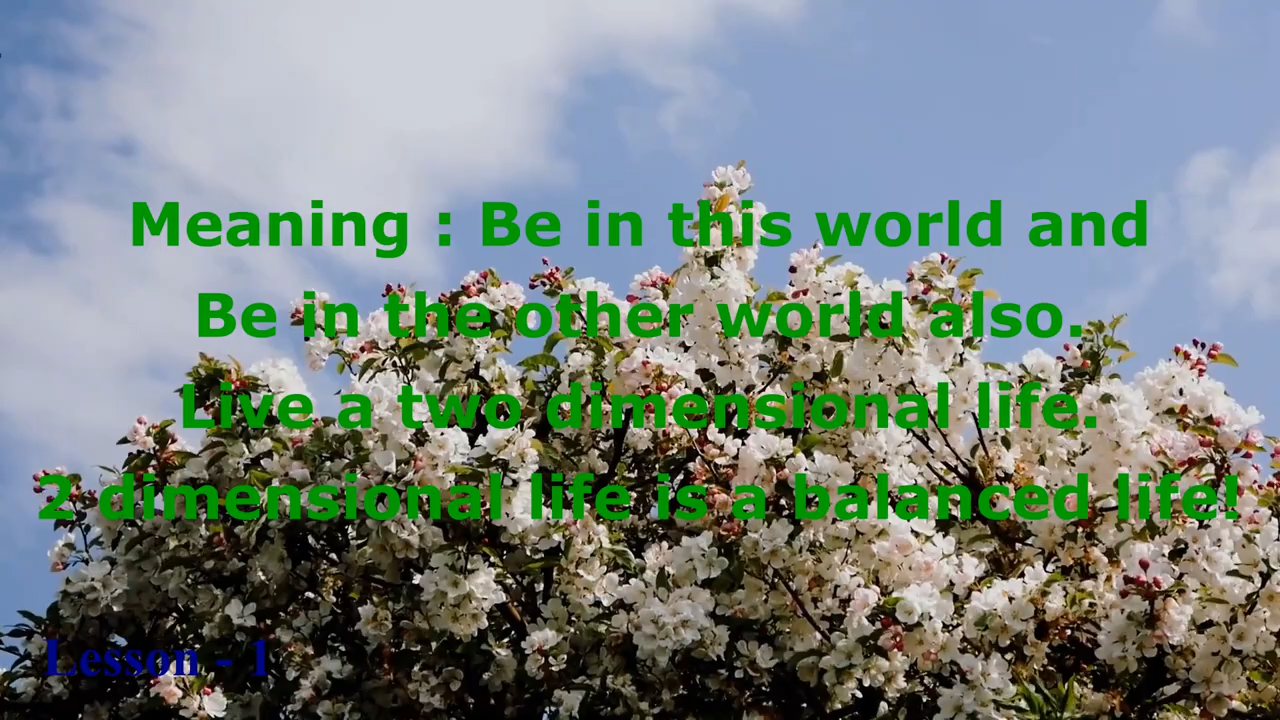 Meaning : Be in this world and
Be in the other world also.
Live a two dimensional life.
2 dimensional life is a balanced life!
Lesson - 1